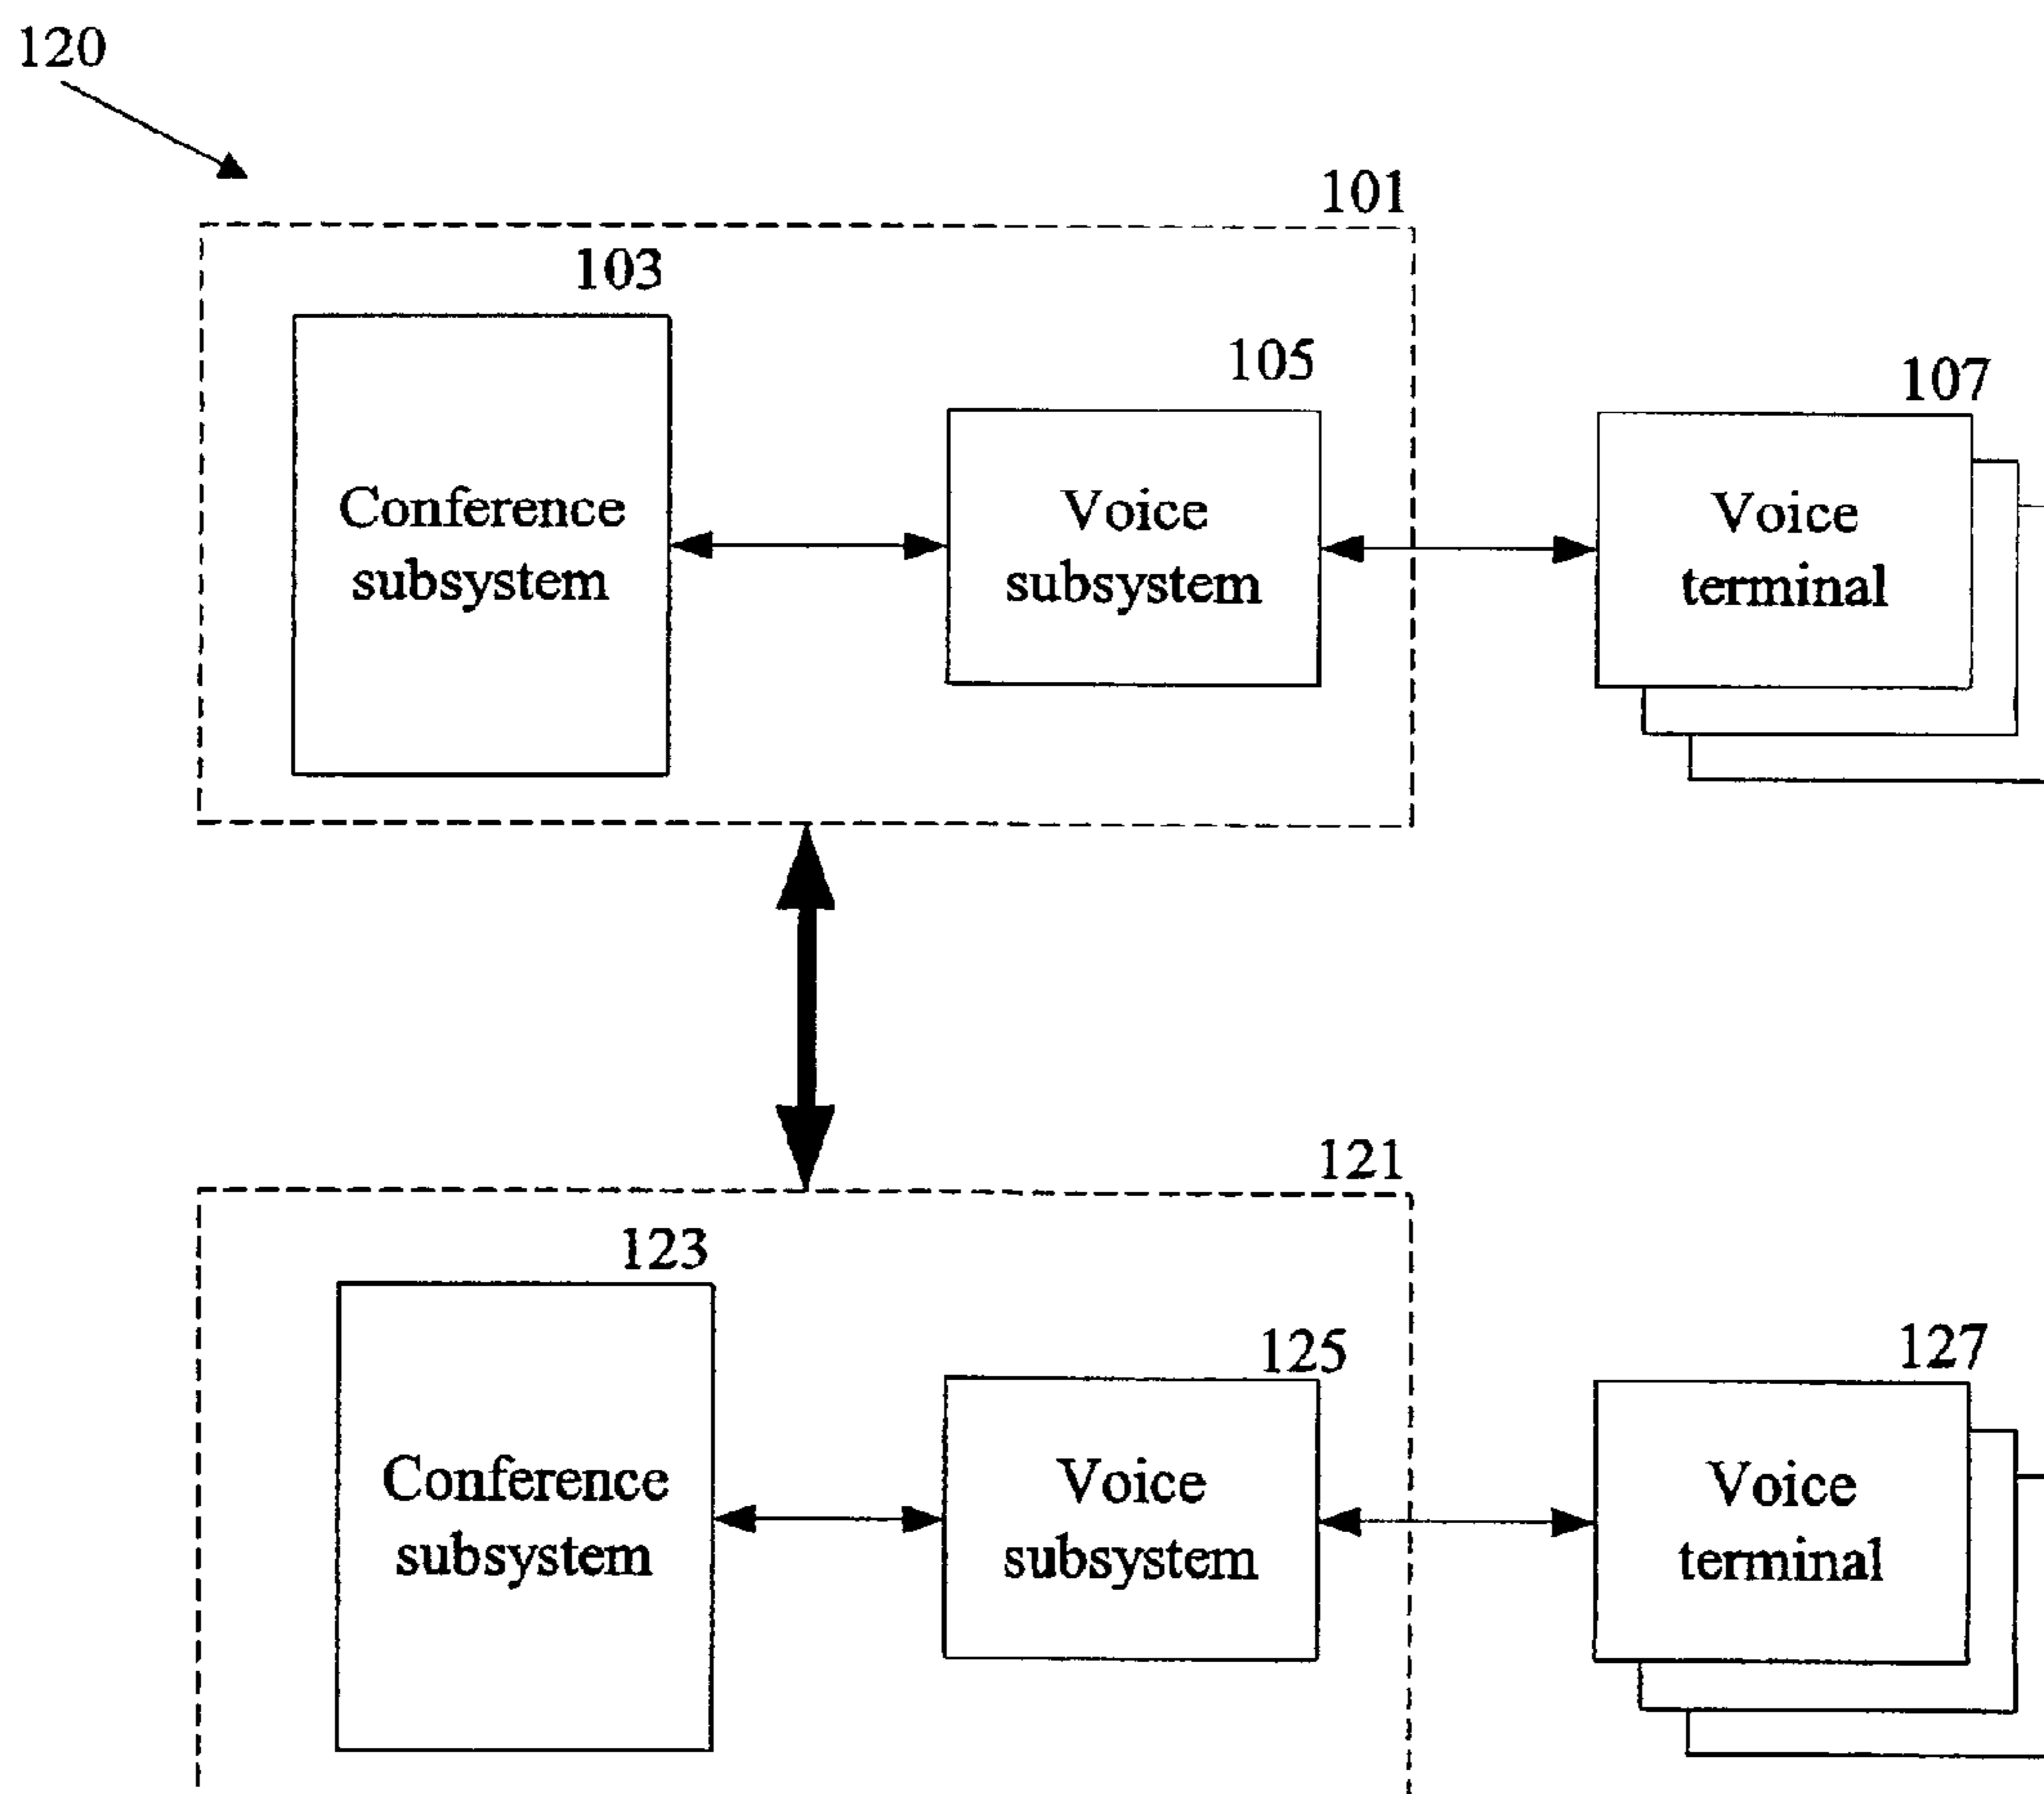 120
101
103
105
107
Conference
subsystem
Voice
subsystem
Voice
terminal
121
123
125
127
Conference
subsystem
Voice
subsystem
Voice
terminal